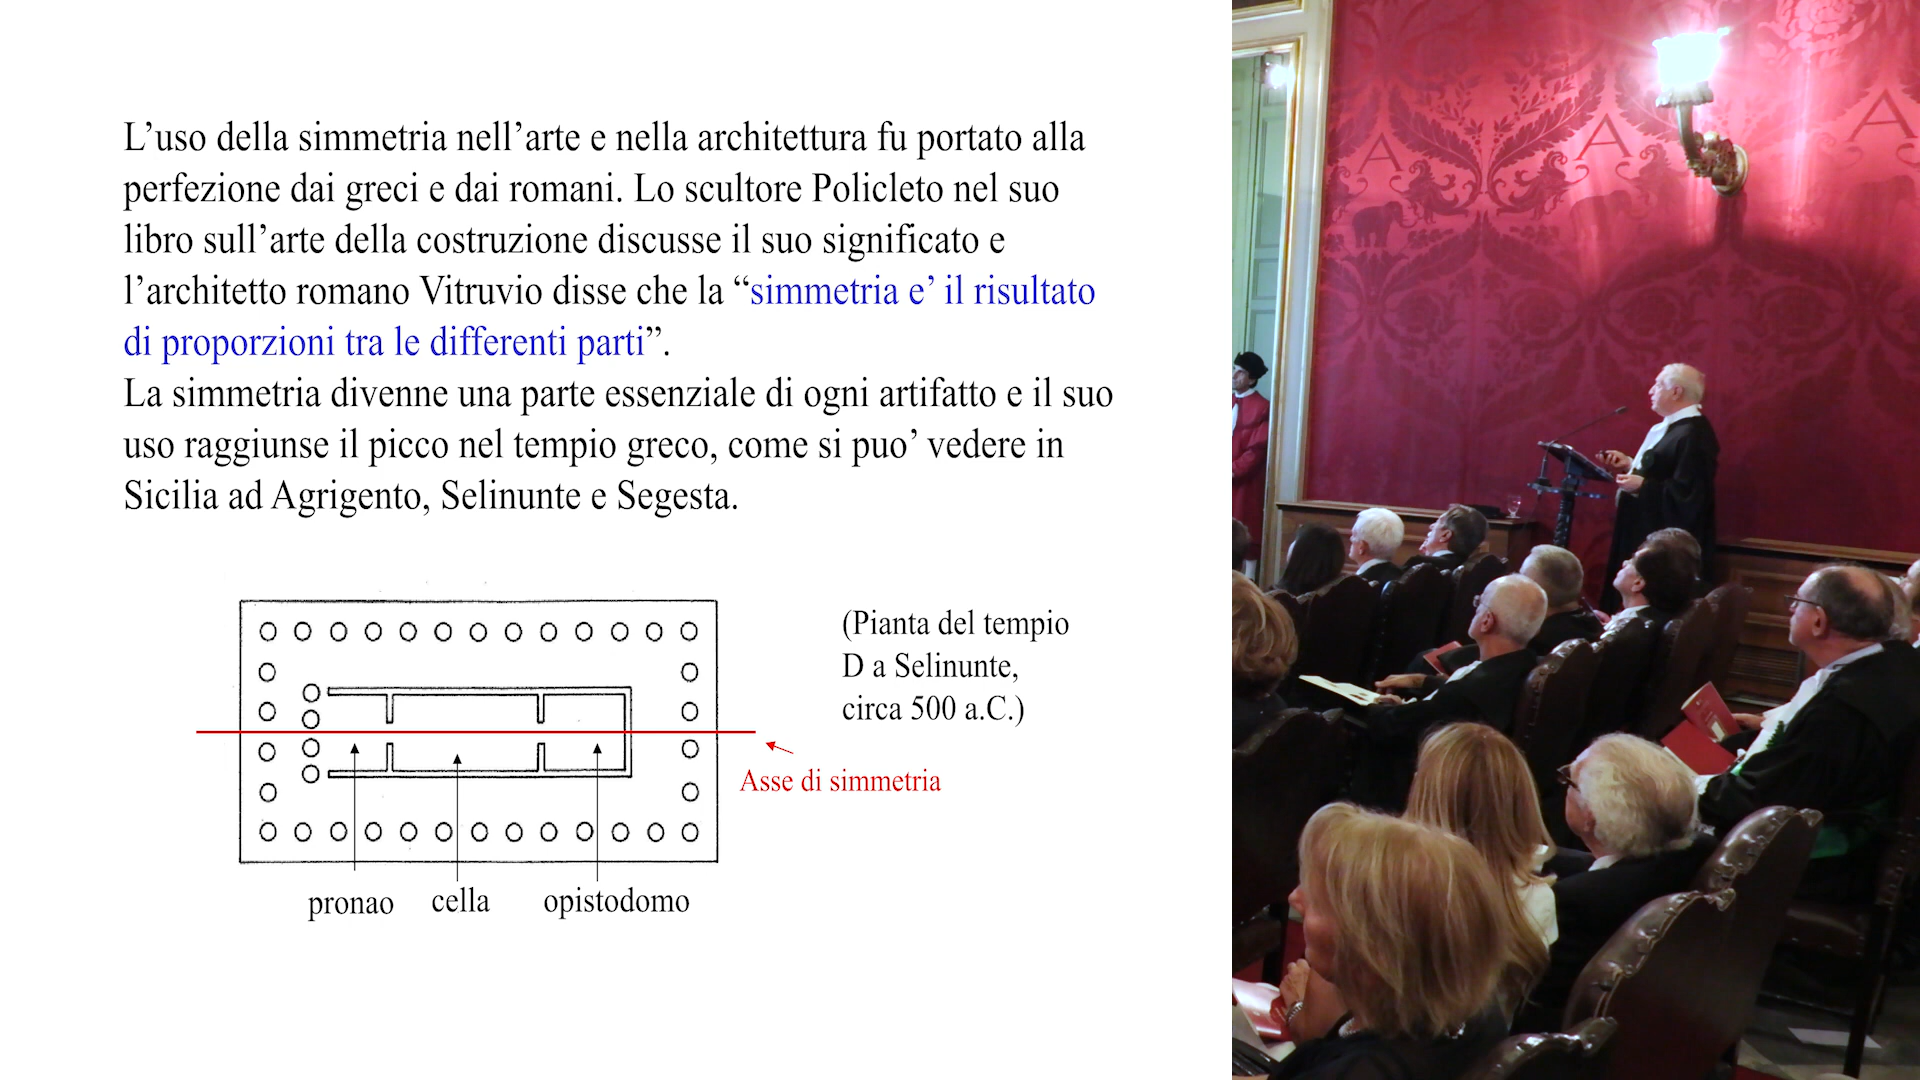 L’uso della simmetria nell’arte e nella architettura fu portato alla
perfezione dai greci e dai romani. Lo scultore Policleto nel suo
libro sull’arte della costruzione discusse il suo significato e
l’architetto romano Vitruvio disse che la “simmetria e’ il risultato
di proporzioni tra le differenti parti”.
La simmetria divenne una parte essenziale di ogni artifatto e il suo
uso raggiunse il picco nel tempio greco, come si puo’ vedere in
Sicilia ad Agrigento, Selinunte e Segesta.
(Pianta del tempio
D a Selinunte,
circa 500 a.C.)
Asse di simmetria
pronao cella opistodomo
A A A